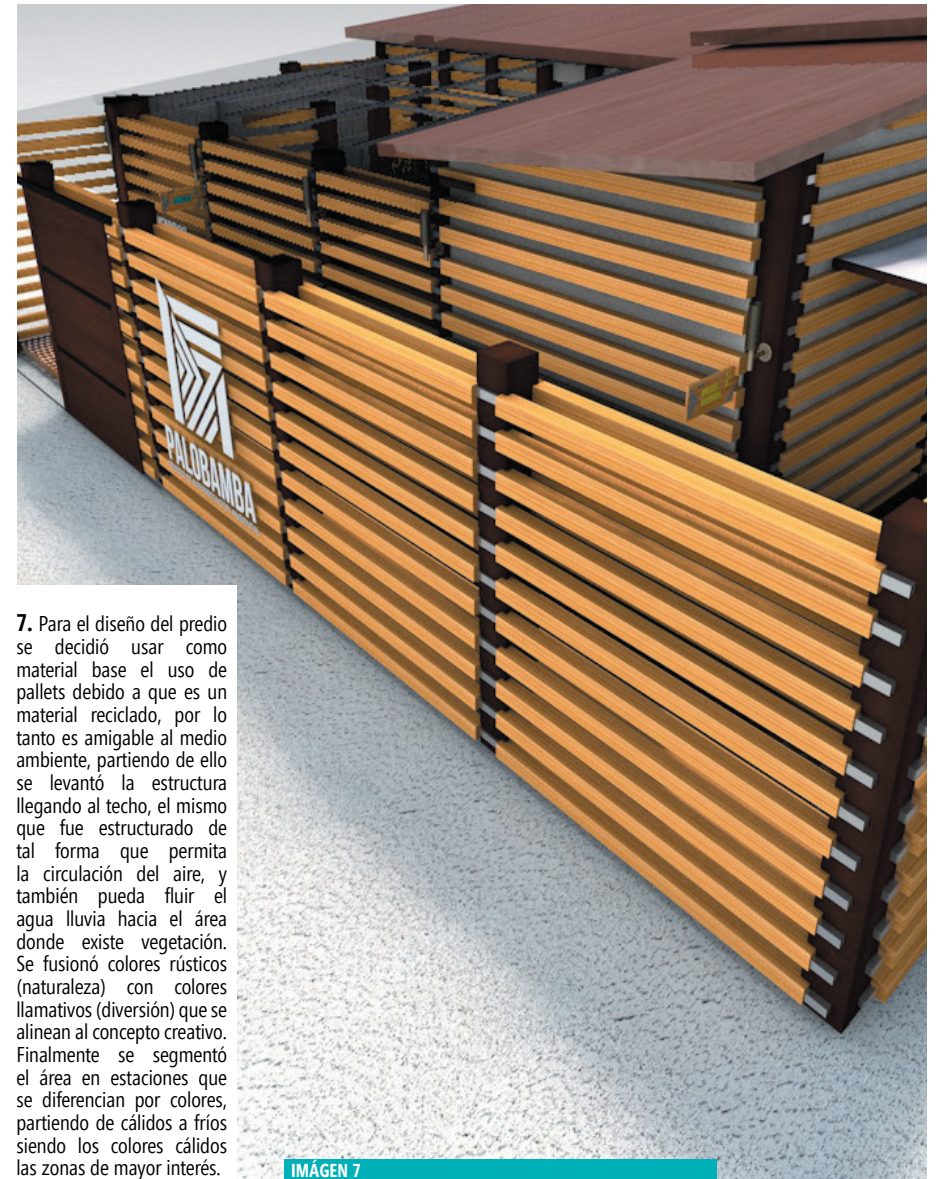 PALOBAMBA
7. Para el diseño del predio
se decidió usar como
material base el uso de
pallets debido a que es un
material reciclado, por lo
tanto es amigable al medio
ambiente, partiendo de ello
se levantó la estructura
llegando al techo, el mismo
que fue estructurado de
tal forma que permita
la circulación del aire, y
también pueda fluir el
agua lluvia hacia el área
donde existe vegetación.
Se fusionó colores rústicos
(naturaleza) con colores
llamativos (diversión) que se
alinean al concepto creativo.
Finalmente se segmentó
el área en estaciones que
se diferencian por colores,
partiendo de cálidos a fríos
siendo los colores cálidos
las zonas de mayor interés.
IMÁGEN 7